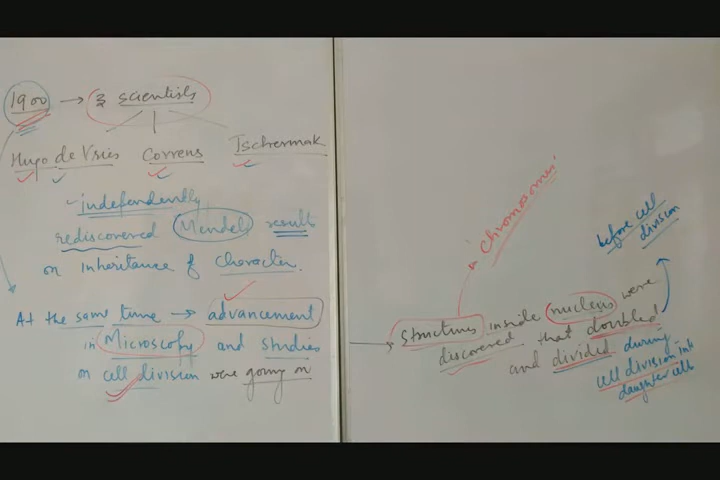 1900 → 3 scientists
Hugo de Vries Correns Tschermak
independently
rediscovered Mendel results
on inheritance of character.
At the same time → advancement
in Microscopy and studies
on cell division were going on
"Chromosomes"
before cell
division
→ Structures inside nucleus were
discovered that doubled
and divided during
cell division into
daughter cells